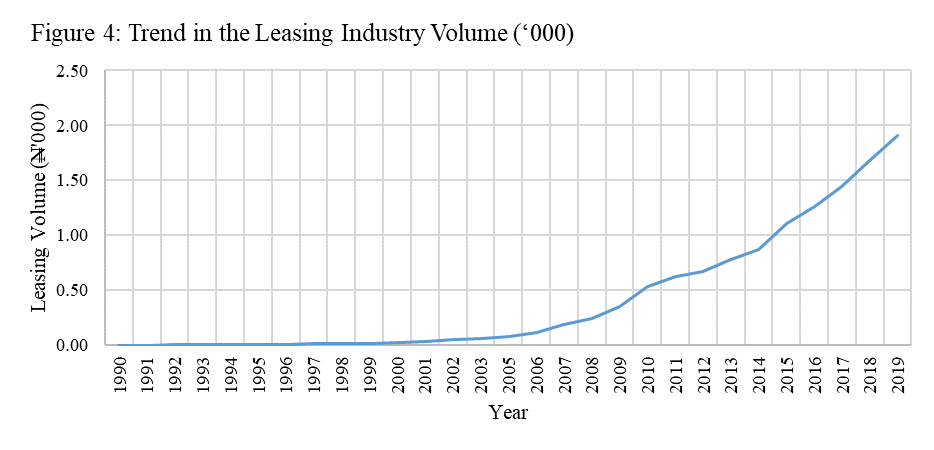 Figure 4: Trend in the Leasing Industry Volume (‘000)
Leasing Volume (₦'000)
2.50
2.00
1.50
1.00
0.50
0.00
1990 1991 1992 1993 1994 1995 1996 1997 1998 1999 2000 2001 2002 2003 2005 2006 2007 2008 2009 2010 2011 2012 2013 2014 2015 2016 2017 2018 2019
Year